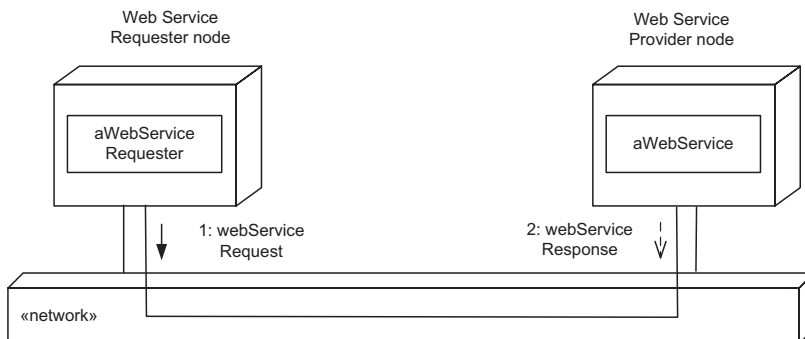 Web Service
Requester node
Web Service
Provider node
aWebService
Requester
aWebService
1: webService
Request
2: webService
Response
«network»